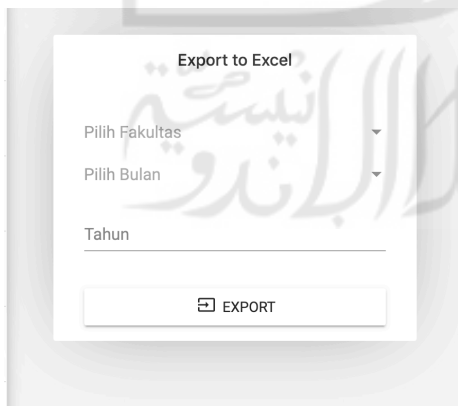 Export to Excel
Pilih Fakultas
Pilih Bulan
Tahun
EXPORT